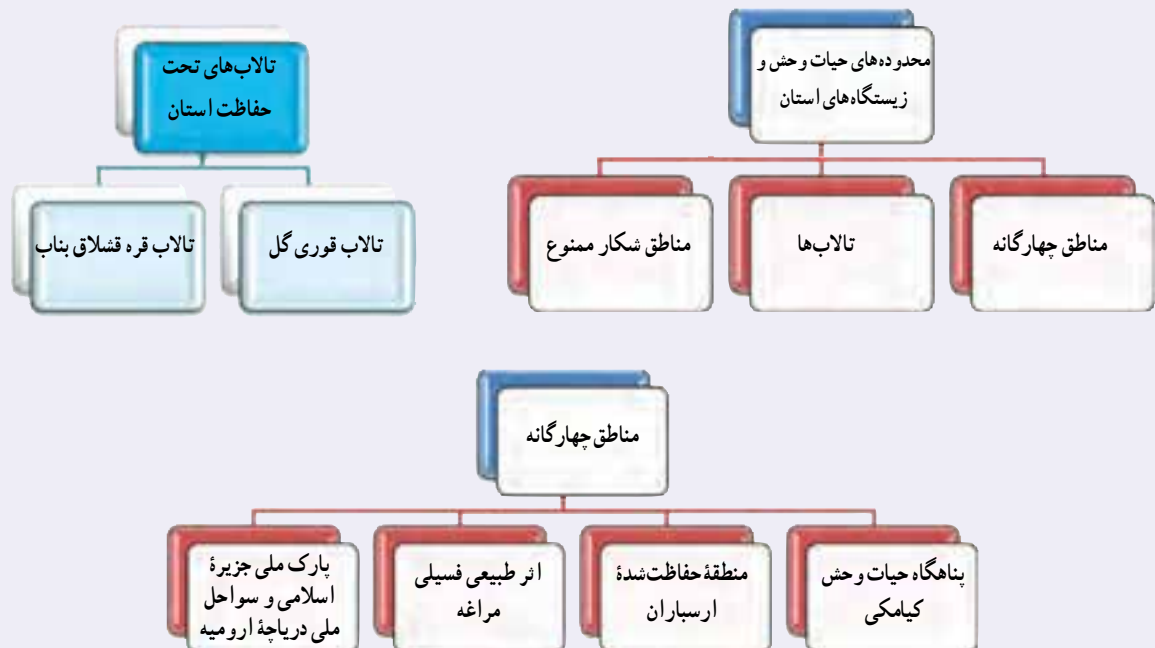 محدوده‌های حیات وحش و
زیستگاه‌های استان
مناطق چهارگانه
تالاب‌ها
مناطق شکار ممنوع
تالاب‌های تحت
حفاظت استان
تالاب قوری گل
تالاب قره قشلاق بناب
مناطق چهارگانه
پناهگاه حیات وحش
کیامکی
منطقهٔ حفاظت شدهٔ
ارسباران
اثر طبیعی فسیلی
مراغه
پارک ملی جزیرهٔ
اسلامی و سواحل
ملی دریاچهٔ ارومیه